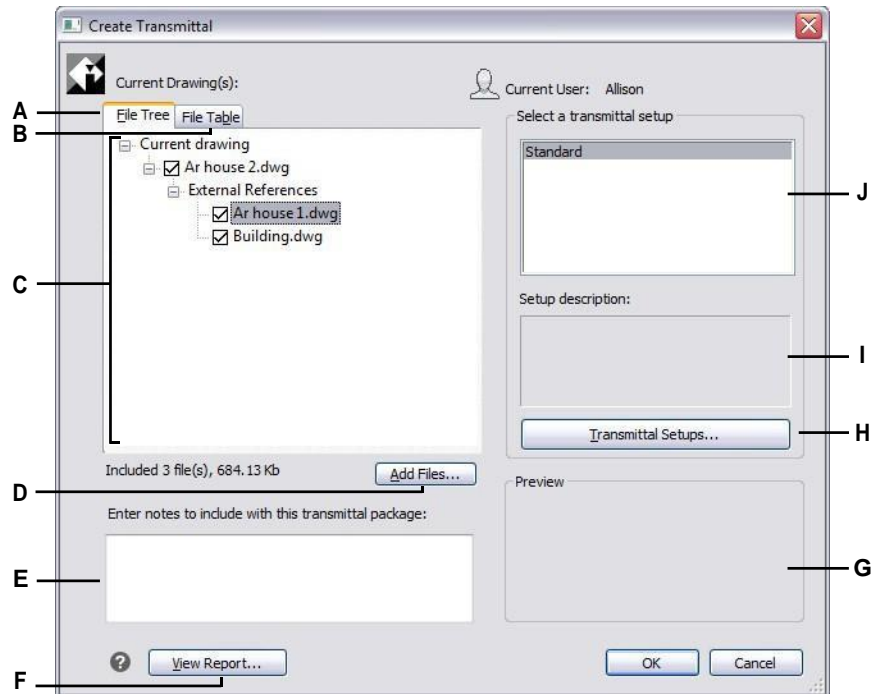 Create Transmittal
Current Drawing(s):
Current User: Allison
A
File Tree
File Table
B
Select a transmittal setup
Current drawing
Ar house 2.dwg
External References
Ar house 1.dwg
Building.dwg
C
Standard
J
Setup description:
I
Transmittal Setups...
H
Included 3 file(s), 684.13 Kb
Add Files...
D
Preview
G
Enter notes to include with this transmittal package:
E
?
View Report...
F
OK
Cancel